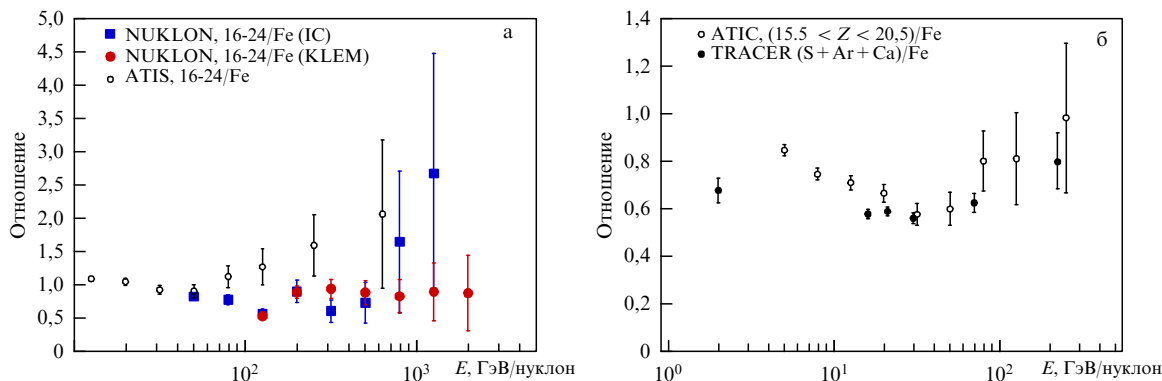 5,0
4,5
4,0
3,5
3,0
2,5
2,0
1,5
1,0
0,5
0
Отношение
NUKLON, 16-24/Fe (IC)
NUKLON, 16-24/Fe (KLEM)
ATIS, 16-24/Fe
а
10²
10³
E, ГэВ/нуклон
1,4
1,2
1,0
0,8
0,6
0,4
0,2
0
Отношение
ATIC, (15.5 < Z < 20,5)/Fe
TRACER (S + Ar + Ca)/Fe
б
10⁰
10¹
10²
E, ГэВ/нуклон